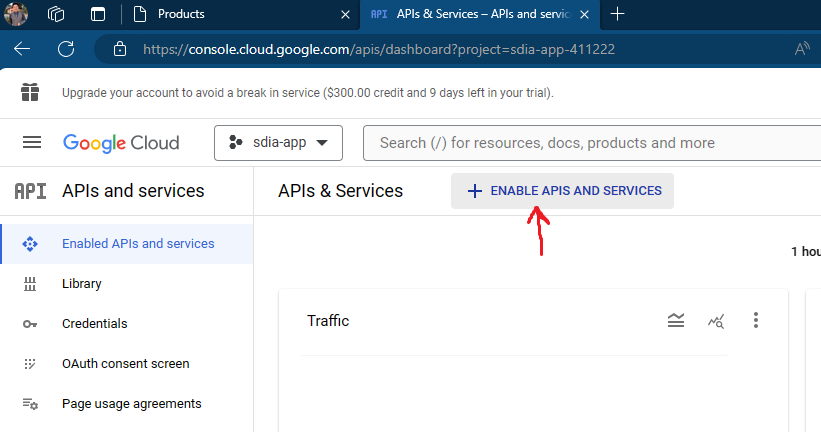 Products
API APIs & Services – APIs and servic
https://console.cloud.google.com/apis/dashboard?project=sdia-app-411222
A
Upgrade your account to avoid a break in service ($300.00 credit and 9 days left in your trial).
Google Cloud
sdia-app
Search (/) for resources, docs, products and more
API APIs and services
APIs & Services
ENABLE APIS AND SERVICES
Enabled APIs and services
1 hou
Library
Traffic
Credentials
OAuth consent screen
Page usage agreements